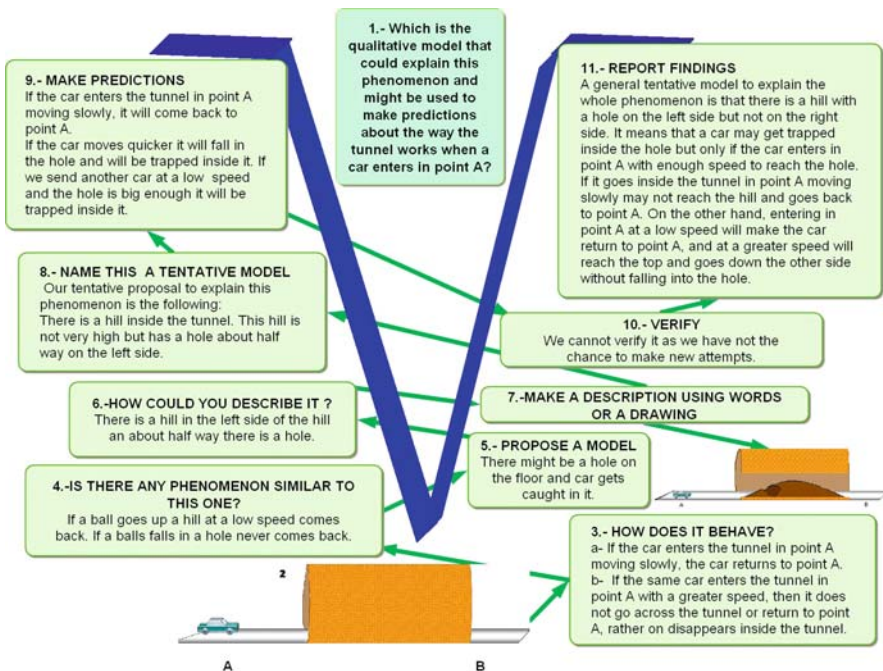 1.- Which is the
qualitative model that
could explain this
phenomenon and
might be used to
make predictions
about the way the
tunnel works when a
car enters in point A?
9.- MAKE PREDICTIONS
If the car enters the tunnel in point A
moving slowly, it will come back to
point A.
If the car moves quicker it will fall in
the hole and will be trapped inside it. If
we send another car at a low speed
and the hole is big enough it will be
trapped inside it.
11.- REPORT FINDINGS
A general tentative model to explain the
whole phenomenon is that there is a hill with
a hole on the left side but not on the right
side. It means that a car may get trapped
inside the hole but only if the car enters in
point A with enough speed to reach the hole.
If it goes inside the tunnel in point A moving
slowly may not reach the hill and goes back
to point A. On the other hand, entering in
point A at a low speed will make the car
return to point A, and at a greater speed will
reach the top and goes down the other side
without falling into the hole.
8.- NAME THIS A TENTATIVE MODEL
Our tentative proposal to explain this
phenomenon is the following:
There is a hill inside the tunnel. This hill is
not very high but has a hole about half
way on the left side.
10.- VERIFY
We cannot verify it as we have not the
chance to make new attempts.
6.-HOW COULD YOU DESCRIBE IT ?
There is a hill in the left side of the hill
an about half way there is a hole.
7.-MAKE A DESCRIPTION USING WORDS
OR A DRAWING
5.- PROPOSE A MODEL
There might be a hole on
the floor and car gets
caught in it.
A
B
4.-IS THERE ANY PHENOMENON SIMILAR TO
THIS ONE?
If a ball goes up a hill at a low speed comes
back. If a balls falls in a hole never comes back.
3.- HOW DOES IT BEHAVE?
a- If the car enters the tunnel in point A
moving slowly, the car returns to point A.
b- If the same car enters the tunnel in
point A with a greater speed, then it does
not go across the tunnel or return to point
A, rather on disappears inside the tunnel.
2
A
B